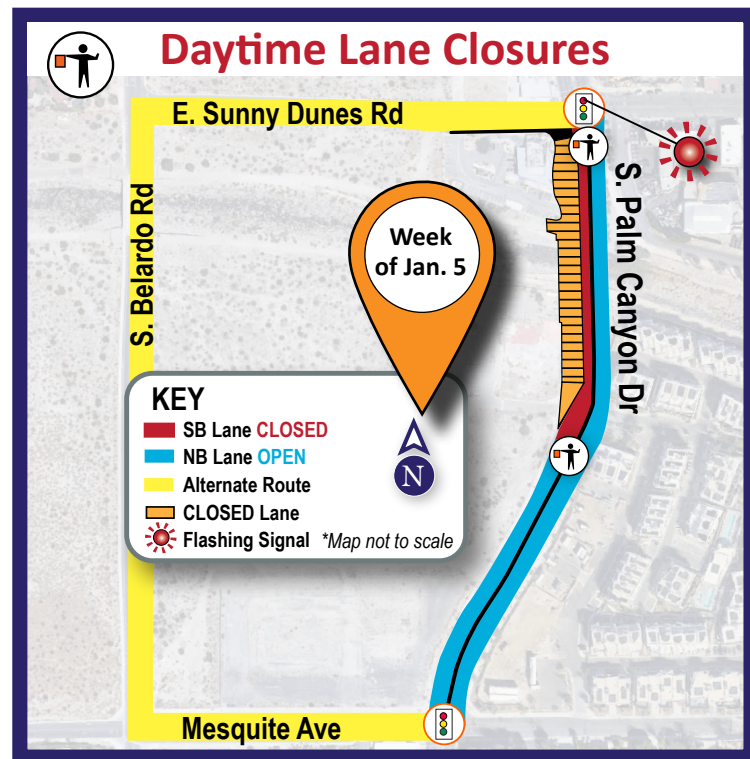 Daytime Lane Closures
E. Sunny Dunes Rd
S. Belardo Rd
S. Palm Canyon Dr
Week
of Jan. 5
KEY
SB Lane CLOSED
NB Lane OPEN
Alternate Route
CLOSED Lane
Flashing Signal *Map not to scale
N
Mesquite Ave